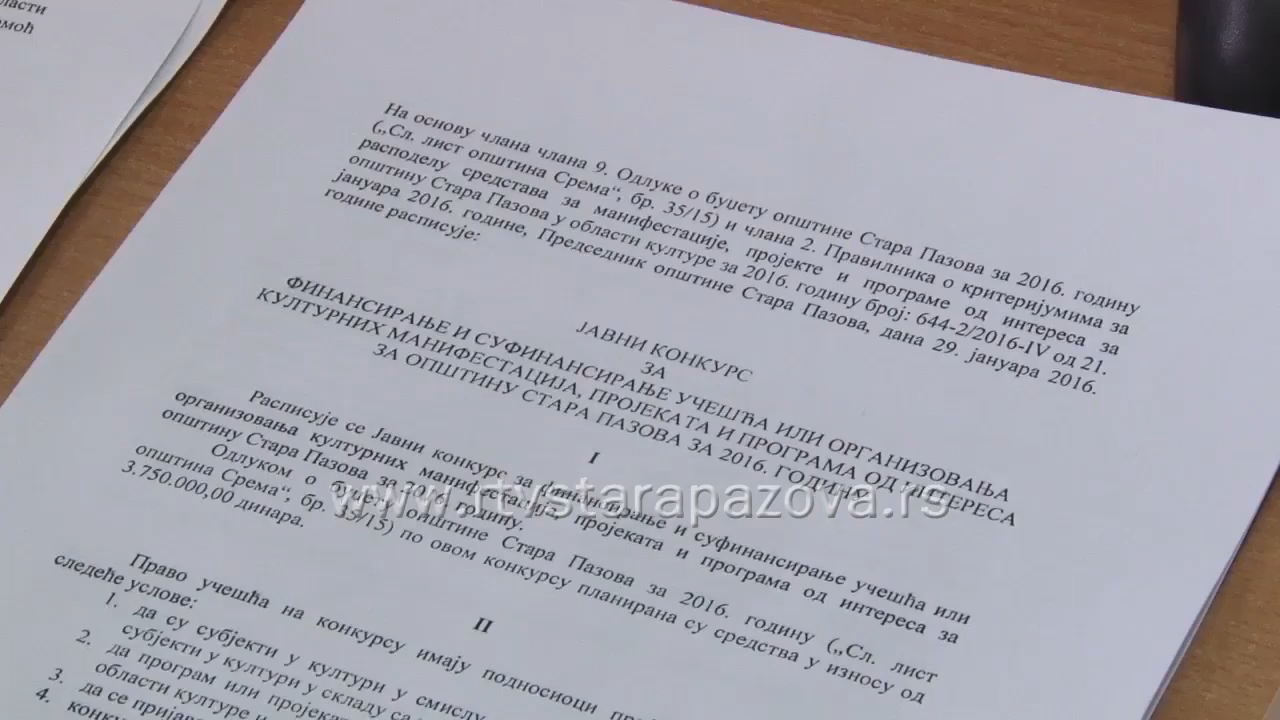 ласти
моћ
На основу члана члана 9. Одлуке о буџету општине Стара Пазова за 2016. годину
(„Сл. лист општина Срема“, бр. 35/15) и члана 2. Правилника о критеријумима за
расподелу средстава за манифестације, пројекте и програме од интереса за
општину Стара Пазова у области културе за 2016. годину број: 644-2/2016-IV од 21.
јануара 2016. године, Председник општине Стара Пазова, дана 29. јануара 2016.
године расписује:
ЈАВНИ КОНКУРС
ЗА
ФИНАНСИРАЊЕ И СУФИНАНСИРАЊЕ УЧЕШЋА ИЛИ ОРГАНИЗОВАЊА
КУЛТУРНИХ МАНИФЕСТАЦИЈА, ПРОЈЕКАТА И ПРОГРАМА ОД ИНТЕРЕСА
ЗА ОПШТИНУ СТАРА ПАЗОВА ЗА 2016. ГОДИНУ
I
Расписује се Јавни конкурс за финансирање и суфинансирање учешћа или
организовања културних манифестација, пројеката и програма од интереса за
општину Стара Пазова за 2016. годину.
Одлуком о буџету општине Стара Пазова за 2016. годину („Сл. лист
општина Срема“, бр. 35/15) по овом конкурсу планирана су средства у износу од
3.750.000,00 динара.
www.rtvstarapazova.rs
II
Право учешћа на конкурсу имају подносиоци
следеће услове:
1. да су субјекти у култури у смислу
субјекти у култури у складу са
2. да програм или пројекат
области културе и
3. да се
4.